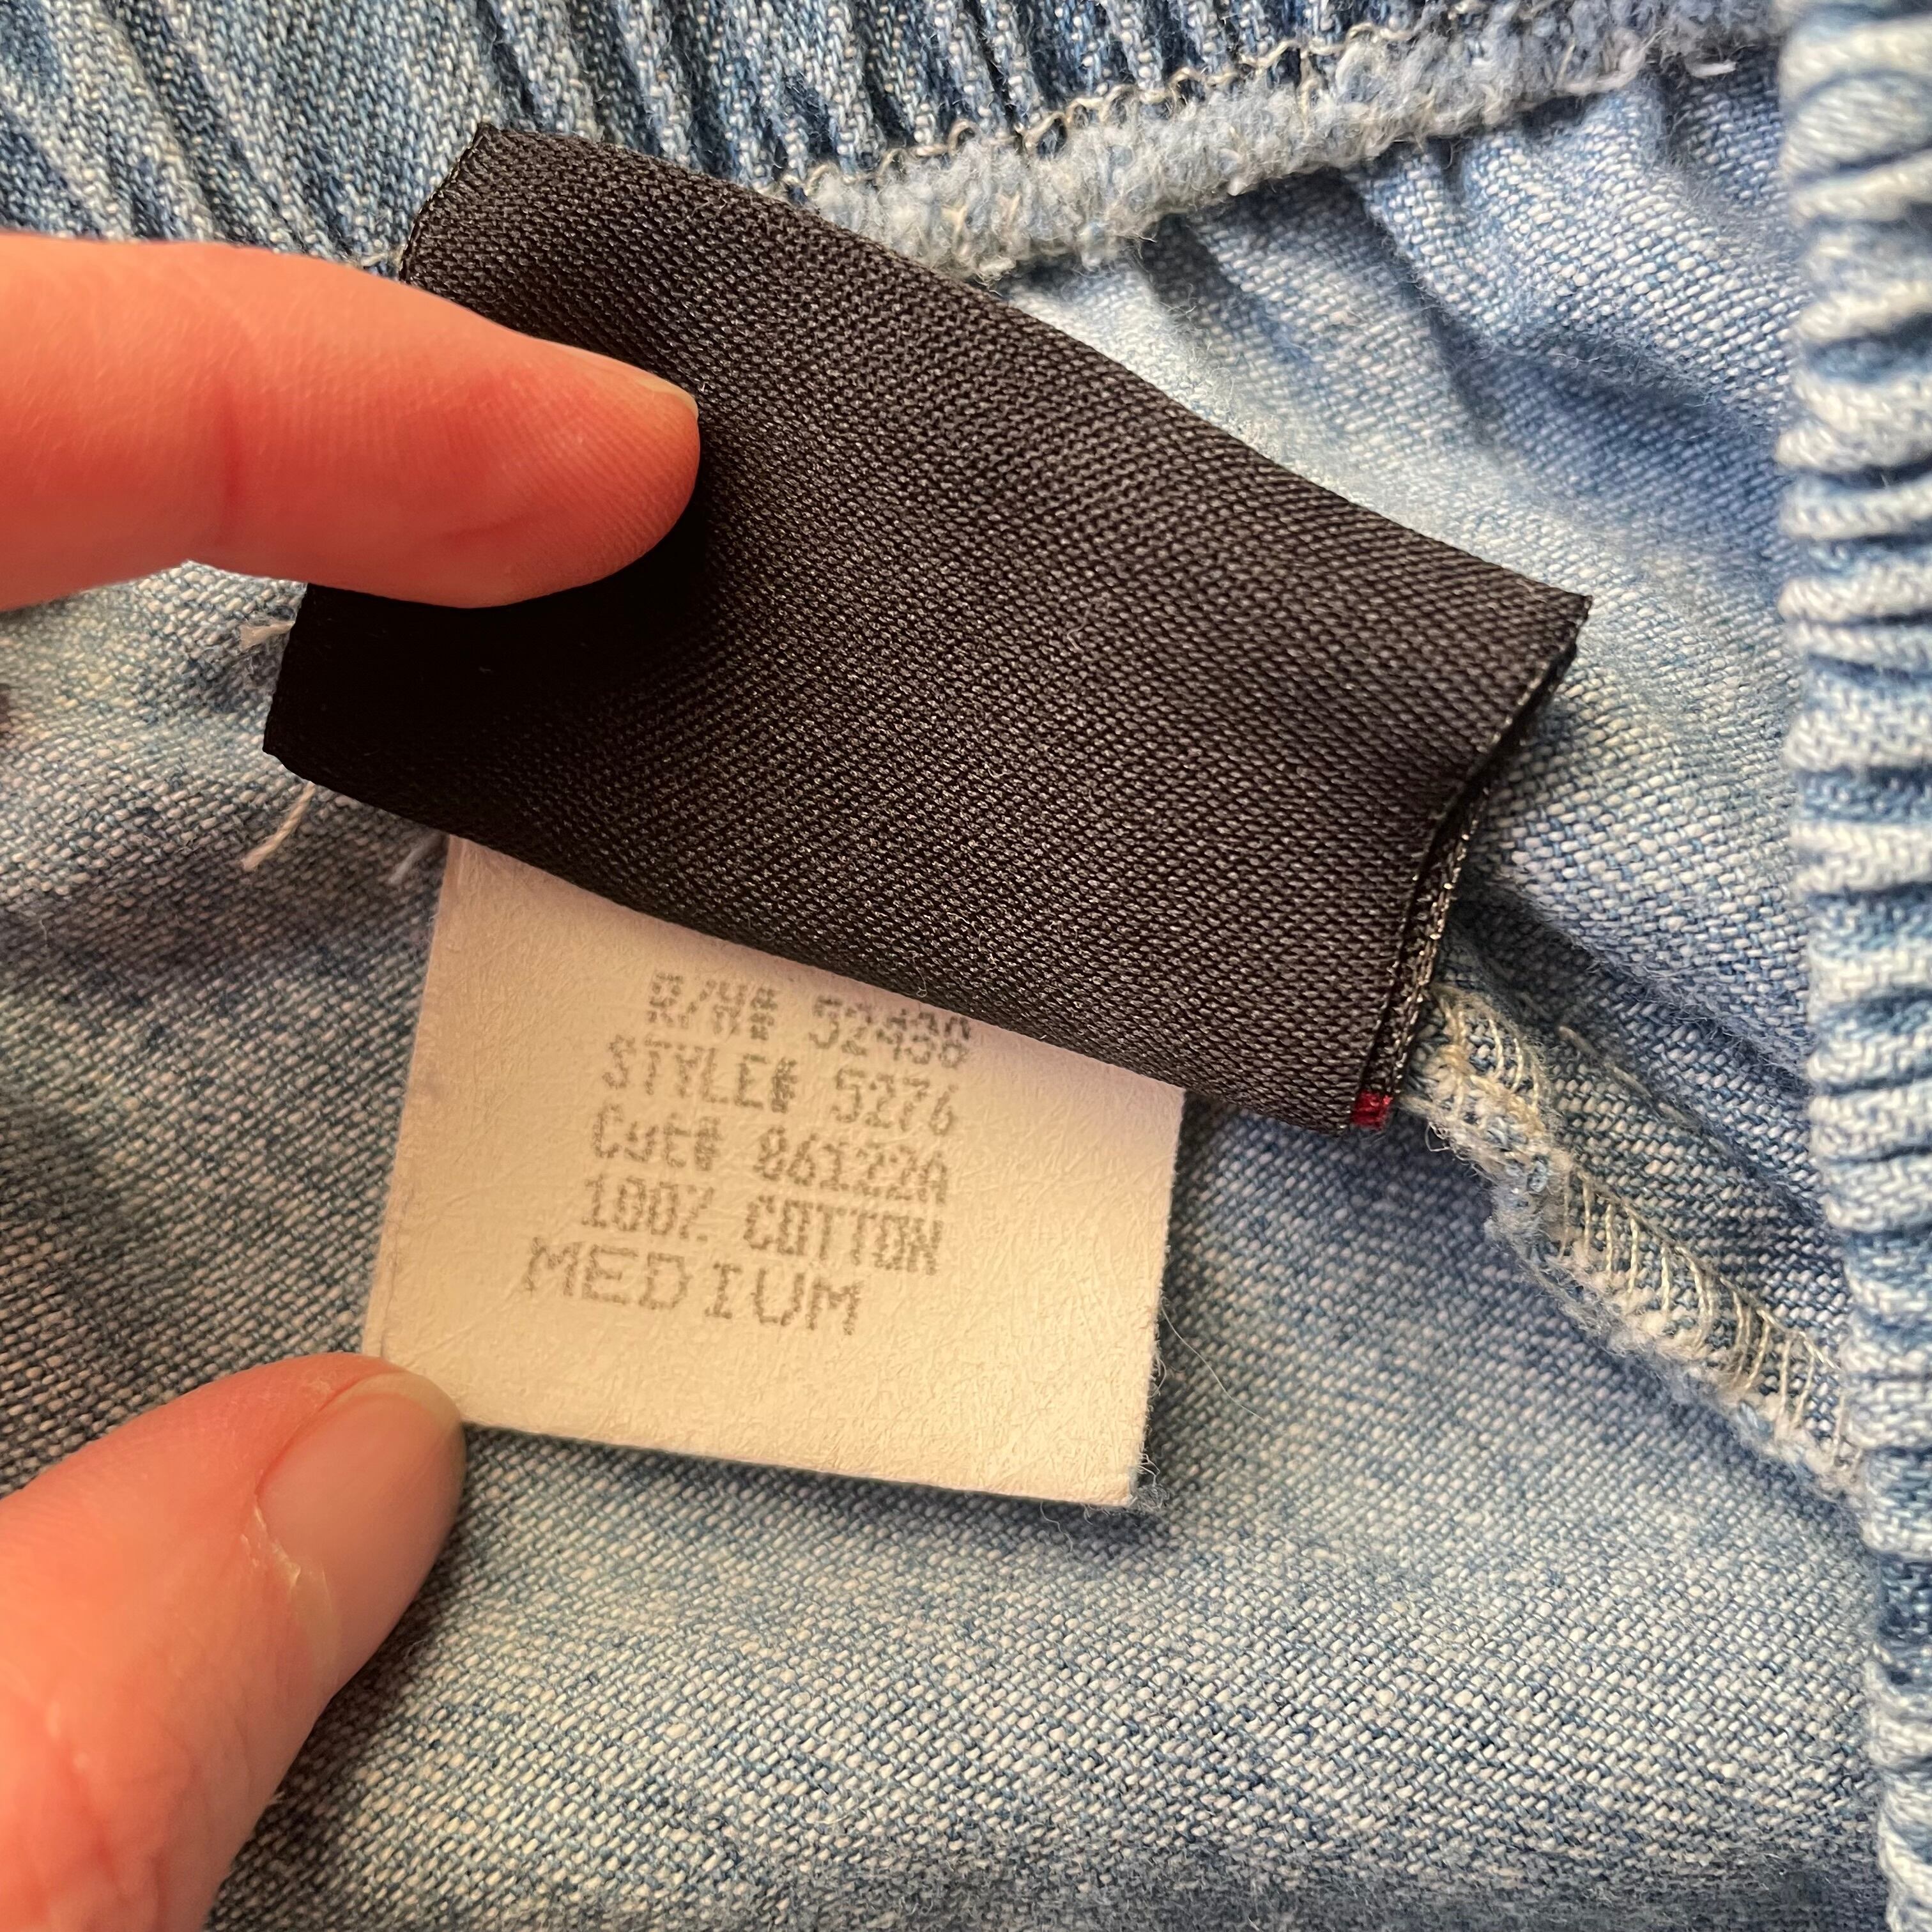 R/N# 52438
STYLE# 5276
Cut# 86122A
100% COTTON
MEDIUM